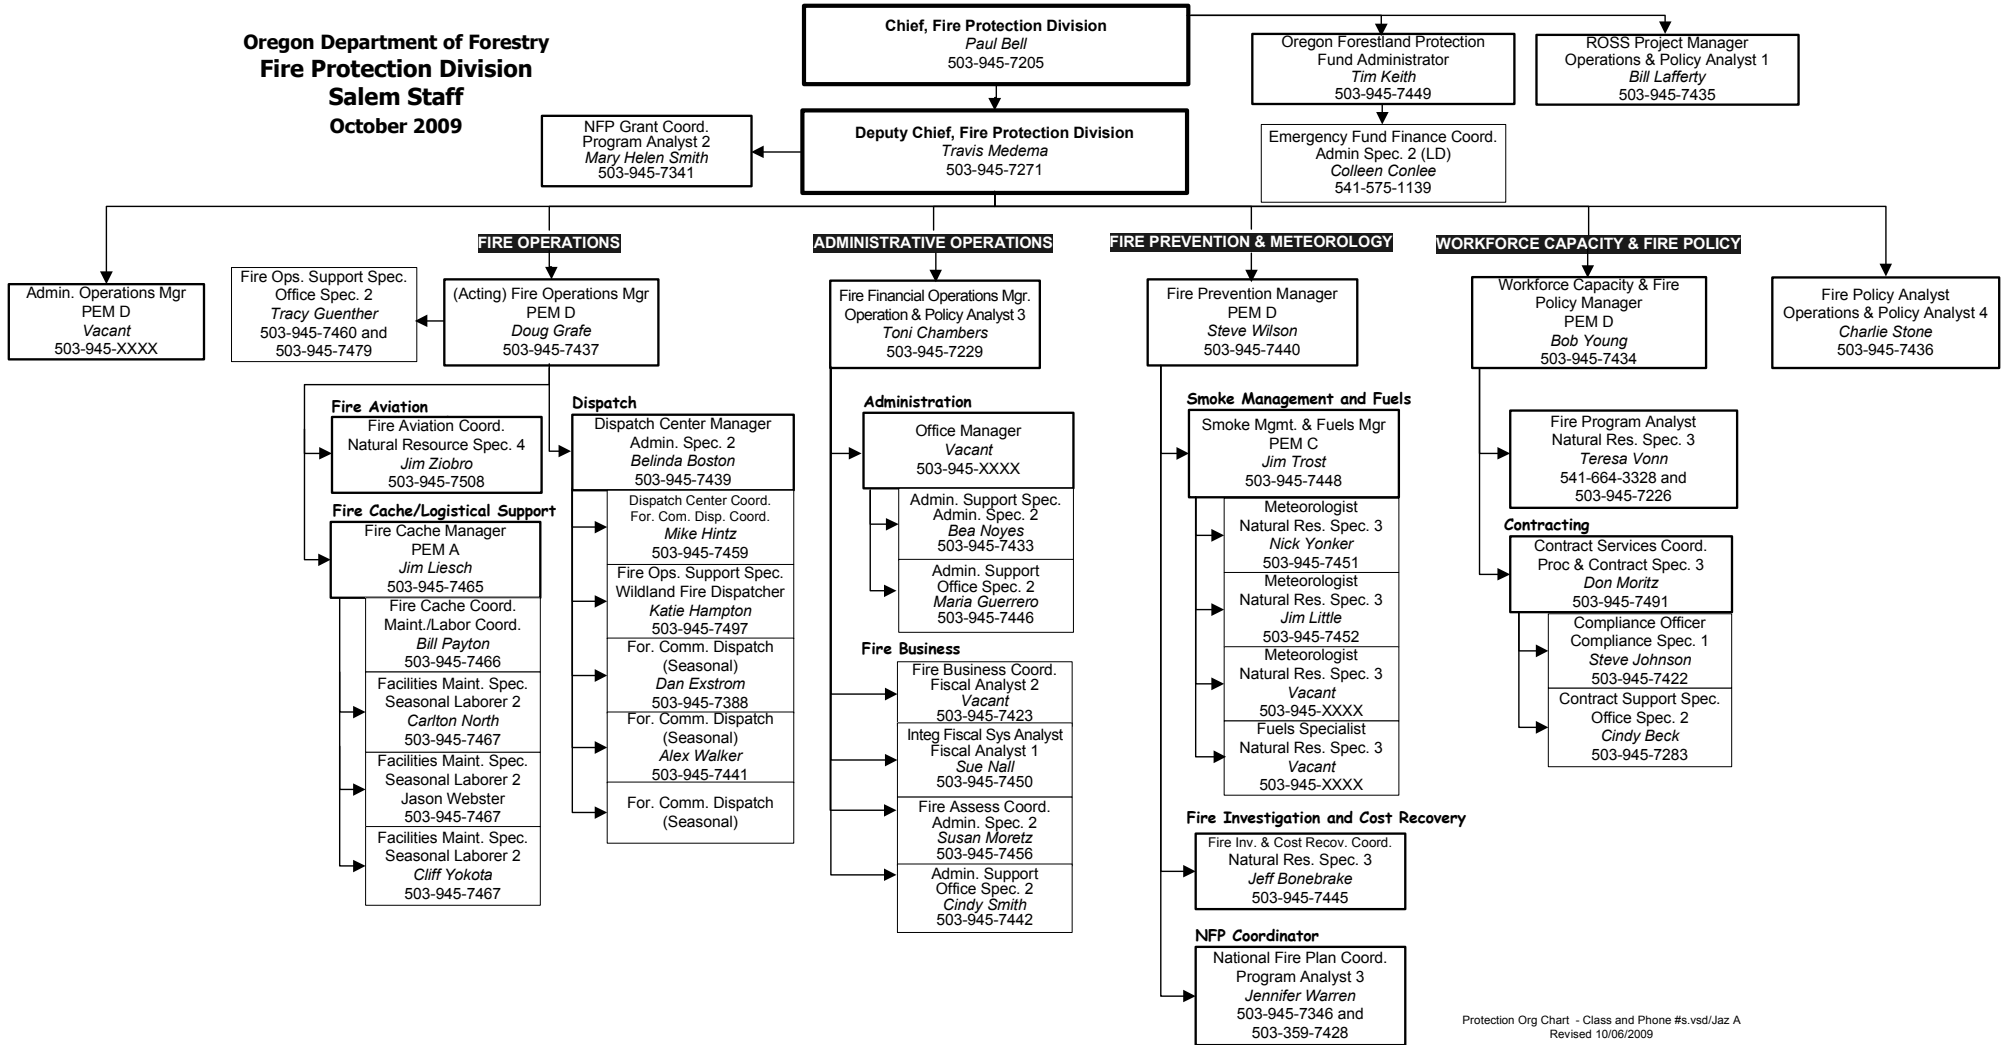 Oregon Department of Forestry
Fire Protection Division
Salem Staff
October 2009
Chief, Fire Protection Division
Paul Bell
503-945-7205
Oregon Forestland Protection
Fund Administrator
Tim Keith
503-945-7449
ROSS Project Manager
Operations & Policy Analyst 1
Bill Lafferty
503-945-7435
NFP Grant Coord.
Program Analyst 2
Mary Helen Smith
503-945-7341
Deputy Chief, Fire Protection Division
Travis Medema
503-945-7271
Emergency Fund Finance Coord.
Admin Spec. 2 (LD)
Colleen Conlee
541-575-1139
FIRE OPERATIONS
ADMINISTRATIVE OPERATIONS
FIRE PREVENTION & METEOROLOGY
WORKFORCE CAPACITY & FIRE POLICY
Admin. Operations Mgr
PEM D
Vacant
503-945-XXXX
Fire Ops. Support Spec.
Office Spec. 2
Tracy Guenther
503-945-7460 and
503-945-7479
(Acting) Fire Operations Mgr
PEM D
Doug Grafe
503-945-7437
Fire Financial Operations Mgr.
Operation & Policy Analyst 3
Toni Chambers
503-945-7229
Fire Prevention Manager
PEM D
Steve Wilson
503-945-7440
Workforce Capacity & Fire
Policy Manager
PEM D
Bob Young
503-945-7434
Fire Policy Analyst
Operations & Policy Analyst 4
Charlie Stone
503-945-7436
Fire Aviation
Fire Aviation Coord.
Natural Resource Spec. 4
Jim Ziobro
503-945-7508
Fire Cache/Logistical Support
Fire Cache Manager
PEM A
Jim Liesch
503-945-7465
Fire Cache Coord.
Maint./Labor Coord.
Bill Payton
503-945-7466
Facilities Maint. Spec.
Seasonal Laborer 2
Carlton North
503-945-7467
Facilities Maint. Spec.
Seasonal Laborer 2
Jason Webster
503-945-7467
Facilities Maint. Spec.
Seasonal Laborer 2
Cliff Yokota
503-945-7467
Dispatch
Dispatch Center Manager
Admin. Spec. 2
Belinda Boston
503-945-7439
Dispatch Center Coord.
For. Com. Disp. Coord.
Mike Hintz
503-945-7459
Fire Ops. Support Spec.
Wildland Fire Dispatcher
Katie Hampton
503-945-7497
For. Comm. Dispatch
(Seasonal)
Dan Exstrom
503-945-7388
For. Comm. Dispatch
(Seasonal)
Alex Walker
503-945-7441
For. Comm. Dispatch
(Seasonal)
Administration
Office Manager
Vacant
503-945-XXXX
Admin. Support Spec.
Admin. Spec. 2
Bea Noyes
503-945-7433
Admin. Support
Office Spec. 2
Maria Guerrero
503-945-7446
Fire Business
Fire Business Coord.
Fiscal Analyst 2
Vacant
503-945-7423
Integ Fiscal Sys Analyst
Fiscal Analyst 1
Sue Nall
503-945-7450
Fire Assess Coord.
Admin. Spec. 2
Susan Moretz
503-945-7456
Admin. Support
Office Spec. 2
Cindy Smith
503-945-7442
Smoke Management and Fuels
Smoke Mgmt. & Fuels Mgr
PEM C
Jim Trost
503-945-7448
Meteorologist
Natural Res. Spec. 3
Nick Yonker
503-945-7451
Meteorologist
Natural Res. Spec. 3
Jim Little
503-945-7452
Meteorologist
Natural Res. Spec. 3
Vacant
503-945-XXXX
Fuels Specialist
Natural Res. Spec. 3
Vacant
503-945-XXXX
Fire Investigation and Cost Recovery
Fire Inv. & Cost Recov. Coord.
Natural Res. Spec. 3
Jeff Bonebrake
503-945-7445
NFP Coordinator
National Fire Plan Coord.
Program Analyst 3
Jennifer Warren
503-945-7346 and
503-359-7428
Fire Program Analyst
Natural Res. Spec. 3
Teresa Vonn
541-664-3328 and
503-945-7226
Contracting
Contract Services Coord.
Proc & Contract Spec. 3
Don Moritz
503-945-7491
Compliance Officer
Compliance Spec. 1
Steve Johnson
503-945-7422
Contract Support Spec.
Office Spec. 2
Cindy Beck
503-945-7283
Protection Org Chart - Class and Phone #s.vsd/Jaz A
Revised 10/06/2009